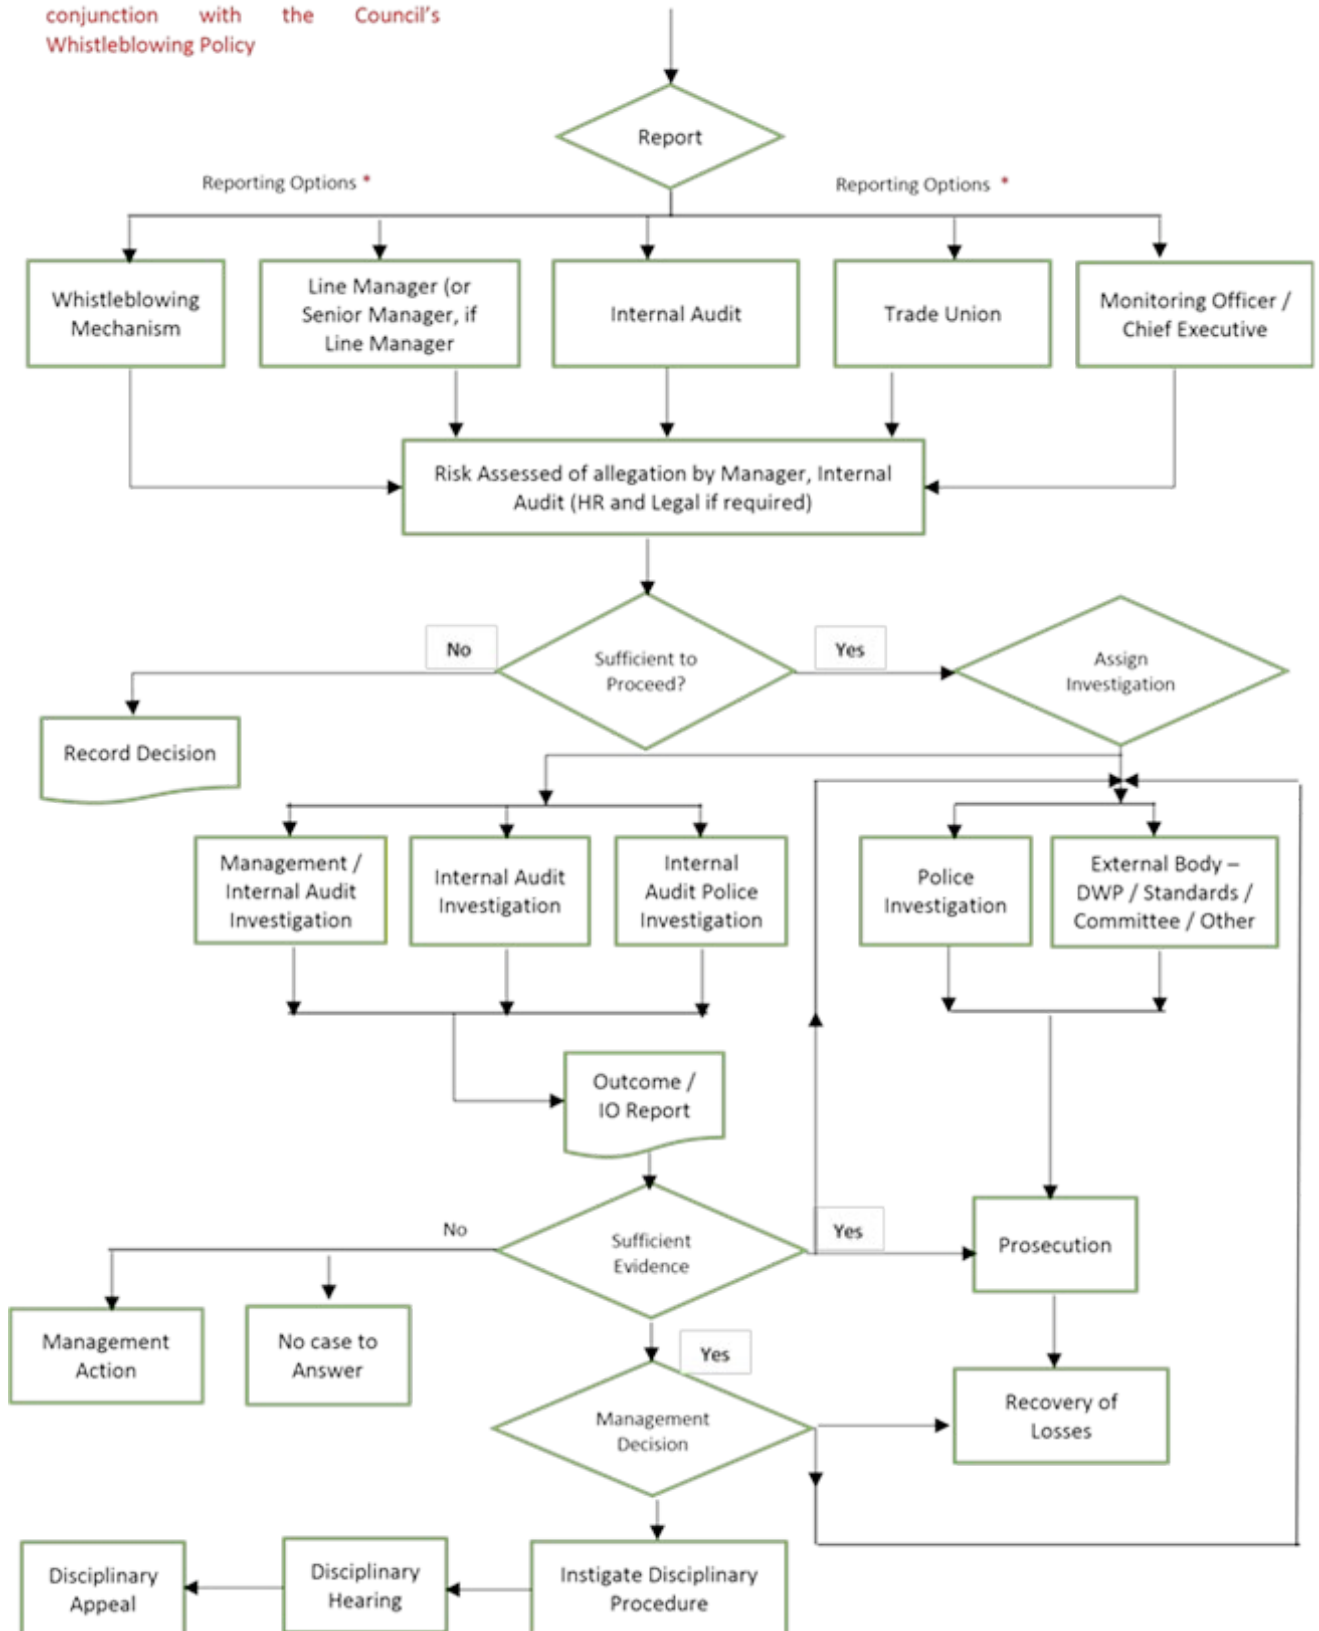 conjunction with the Council’s
Whistleblowing Policy
Report
Reporting Options *
Reporting Options *
Whistleblowing
Mechanism
Line Manager (or
Senior Manager, if
Line Manager
Internal Audit
Trade Union
Monitoring Officer /
Chief Executive
Risk Assessed of allegation by Manager, Internal
Audit (HR and Legal if required)
No
Sufficient to
Proceed?
Yes
Assign
Investigation
Record Decision
Management /
Internal Audit
Investigation
Internal Audit
Investigation
Internal
Audit Police
Investigation
Police
Investigation
External Body –
DWP / Standards /
Committee / Other
Outcome /
IO Report
No
Sufficient
Evidence
Yes
Prosecution
Management
Action
No case to
Answer
Yes
Management
Decision
Recovery of
Losses
Disciplinary
Appeal
Disciplinary
Hearing
Instigate Disciplinary
Procedure